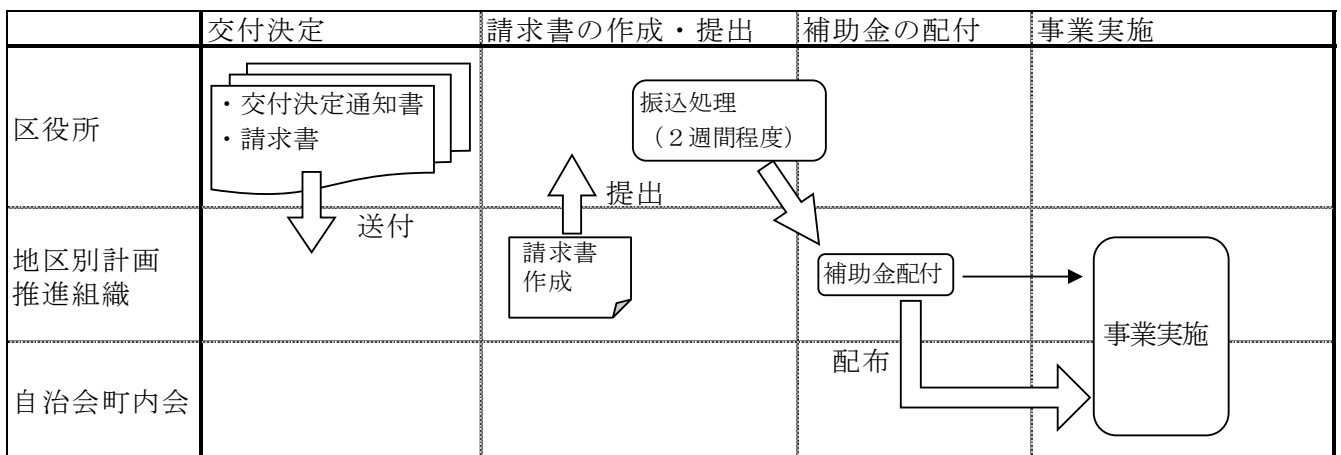 交付決定
請求書の作成・提出
補助金の配付
事業実施
区役所
・交付決定通知書
・請求書
振込処理
（２週間程度）
提出
送付
地区別計画
推進組織
請求書
作成
補助金配付
事業実施
配布
自治会町内会